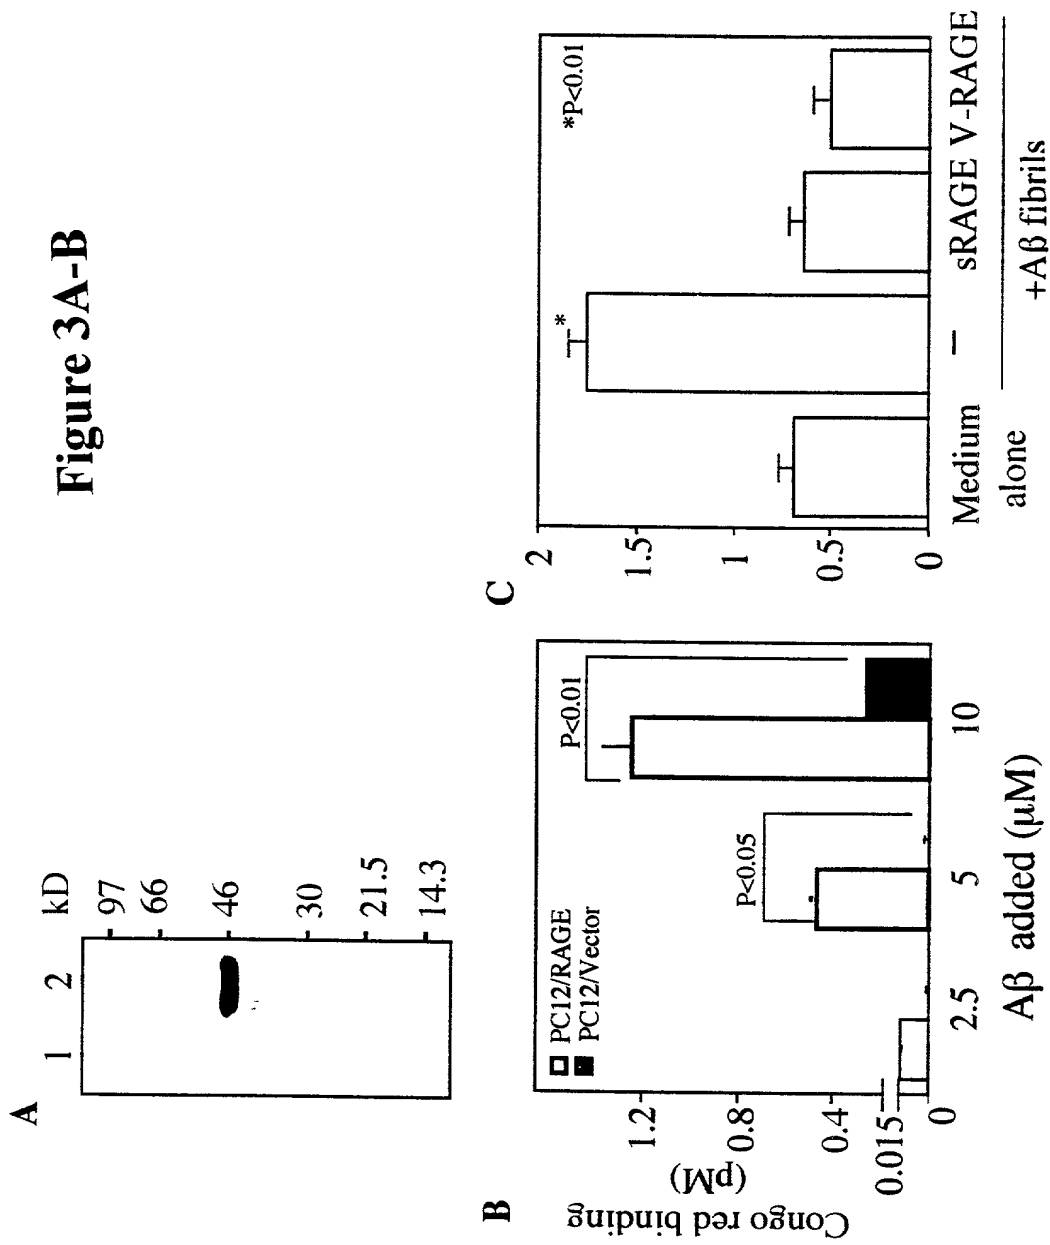 Figure 3A-B
A
1 2 kD
97
66
46
30
21.5
14.3
B
Congo red binding
(pM)
1.2
0.8
0.4
0.015
0
PC12/RAGE
PC12/Vector
P<0.05
P<0.01
2.5 5 10
Aβ added (μM)
C
2
1.5
1
0.5
0
*P<0.01
*
Medium alone
– sRAGE V-RAGE
+Aβ fibrils